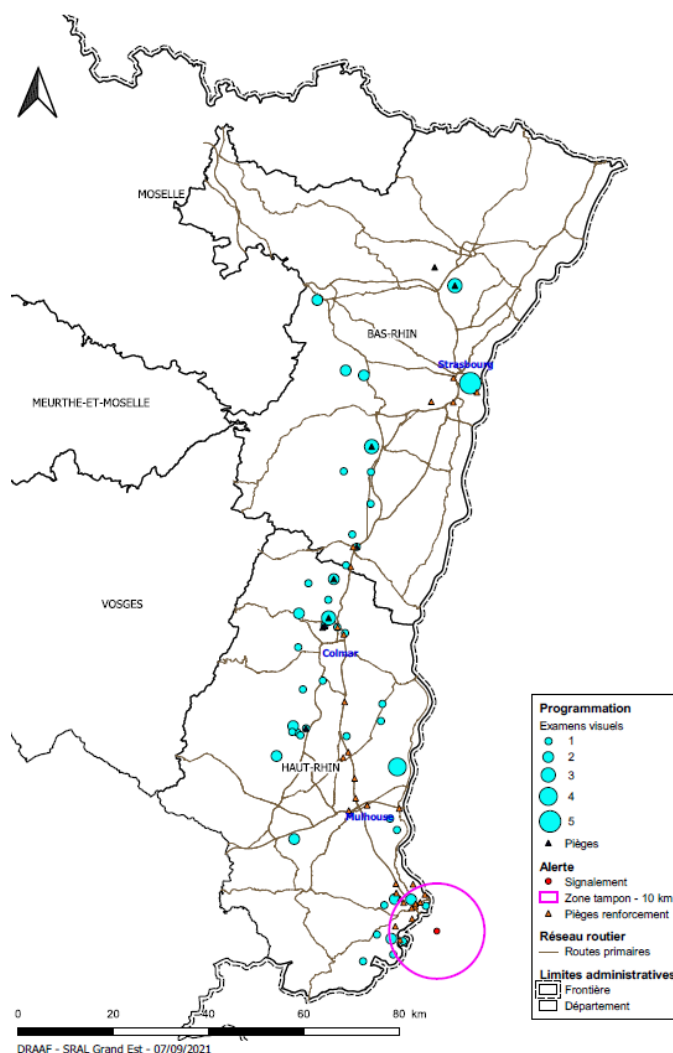 MOSELLE
BAS-RHIN
Strasbourg
MEURTHE-ET-MOSELLE
VOSGES
Colmar
HAUT-RHIN
Mulhouse
Programmation
Examens visuels
1
2
3
4
5
Pièges
Alerte
Signalement
Zone tampon - 10 km
Pièges renforcement
Réseau routier
Routes primaires
Limites administratives
Frontière
Département
0 20 40 60 80 km
DRAAF - SRAL Grand Est - 07/09/2021